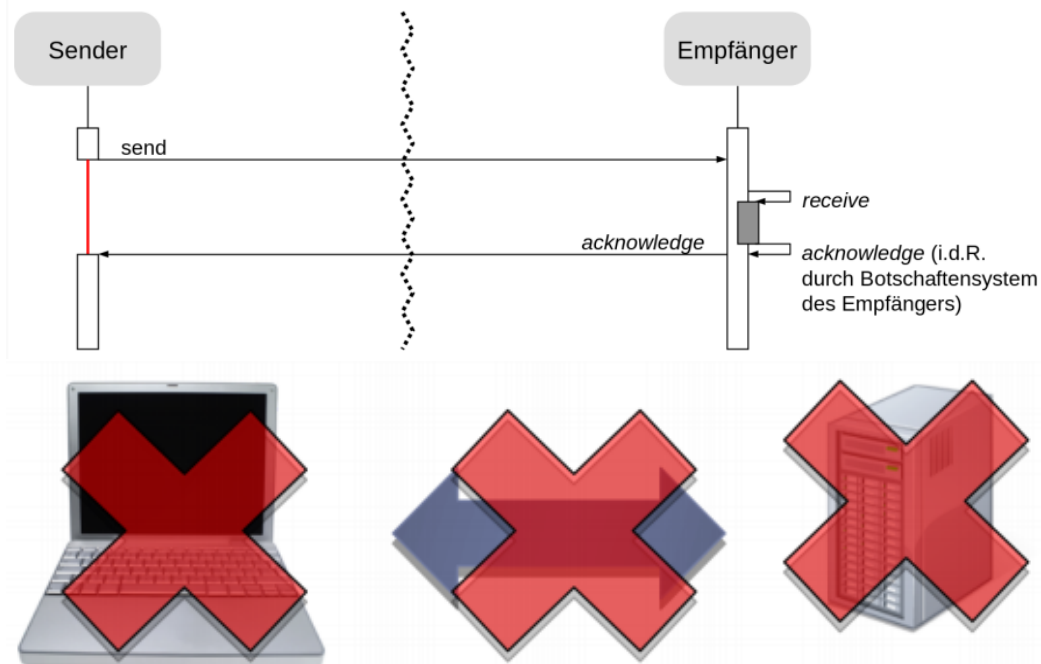 Sender
Empfänger
send
receive
acknowledge
acknowledge (i.d.R.
durch Botschaftensystem
des Empfängers)